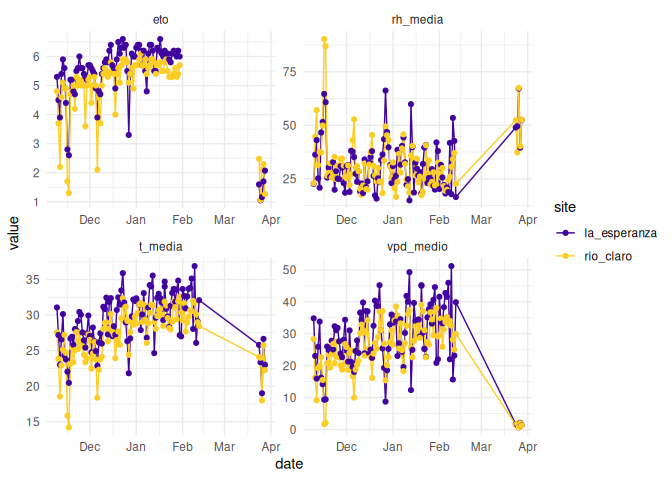 eto
rh_media
6
5
4
3
2
1
75
50
25
Dec Jan Feb Mar Apr
Dec Jan Feb Mar Apr
value
site
la_esperanza
rio_claro
t_media
vpd_medio
35
30
25
20
15
50
40
30
20
10
0
Dec Jan Feb Mar Apr
Dec Jan Feb Mar Apr
date